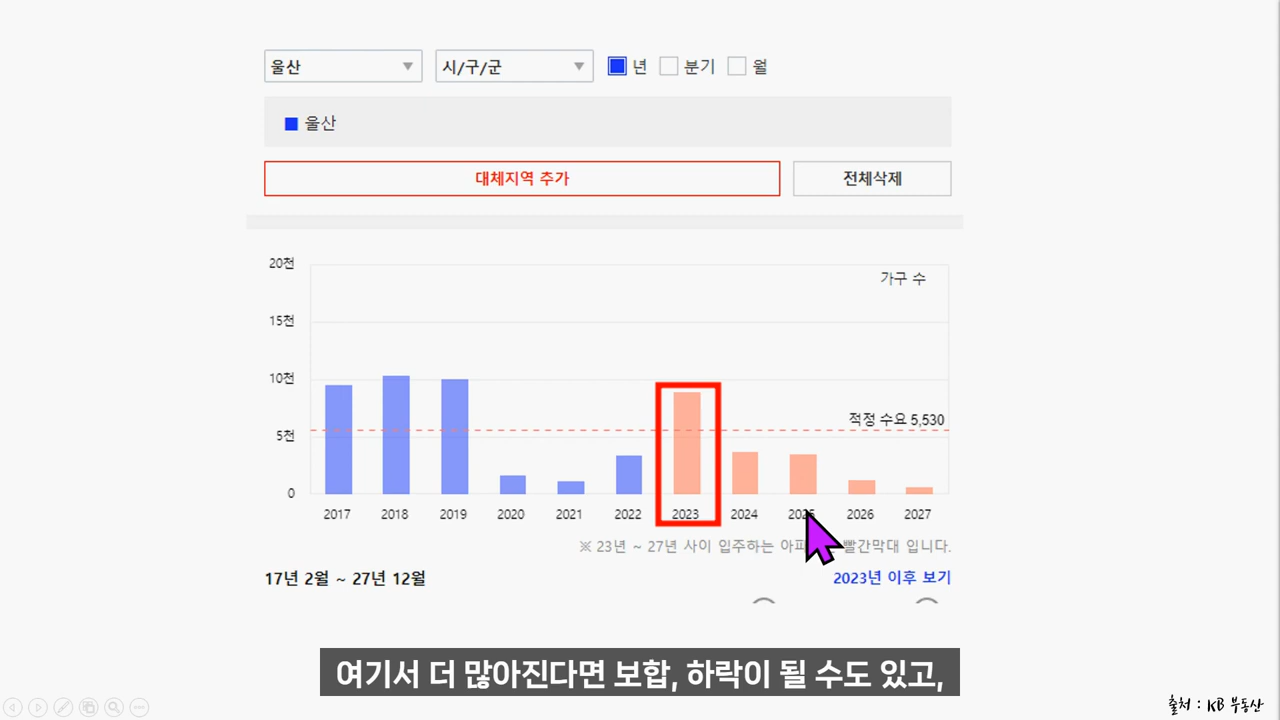 울산 시/구/군 년 분기 월
울산
대체지역 추가 전체삭제
20천
가구 수
15천
10천
적정 수요 5,530
5천
0
2017 2018 2019 2020 2021 2022 2023 2024 2025 2026 2027
※ 23년 ~ 27년 사이 입주하는 빨간막대 입니다.
17년 2월 ~ 27년 12월 2023년 이후 보기
여기서 더 많아진다면 보합, 하락이 될 수도 있고,
출처 : KB 부동산